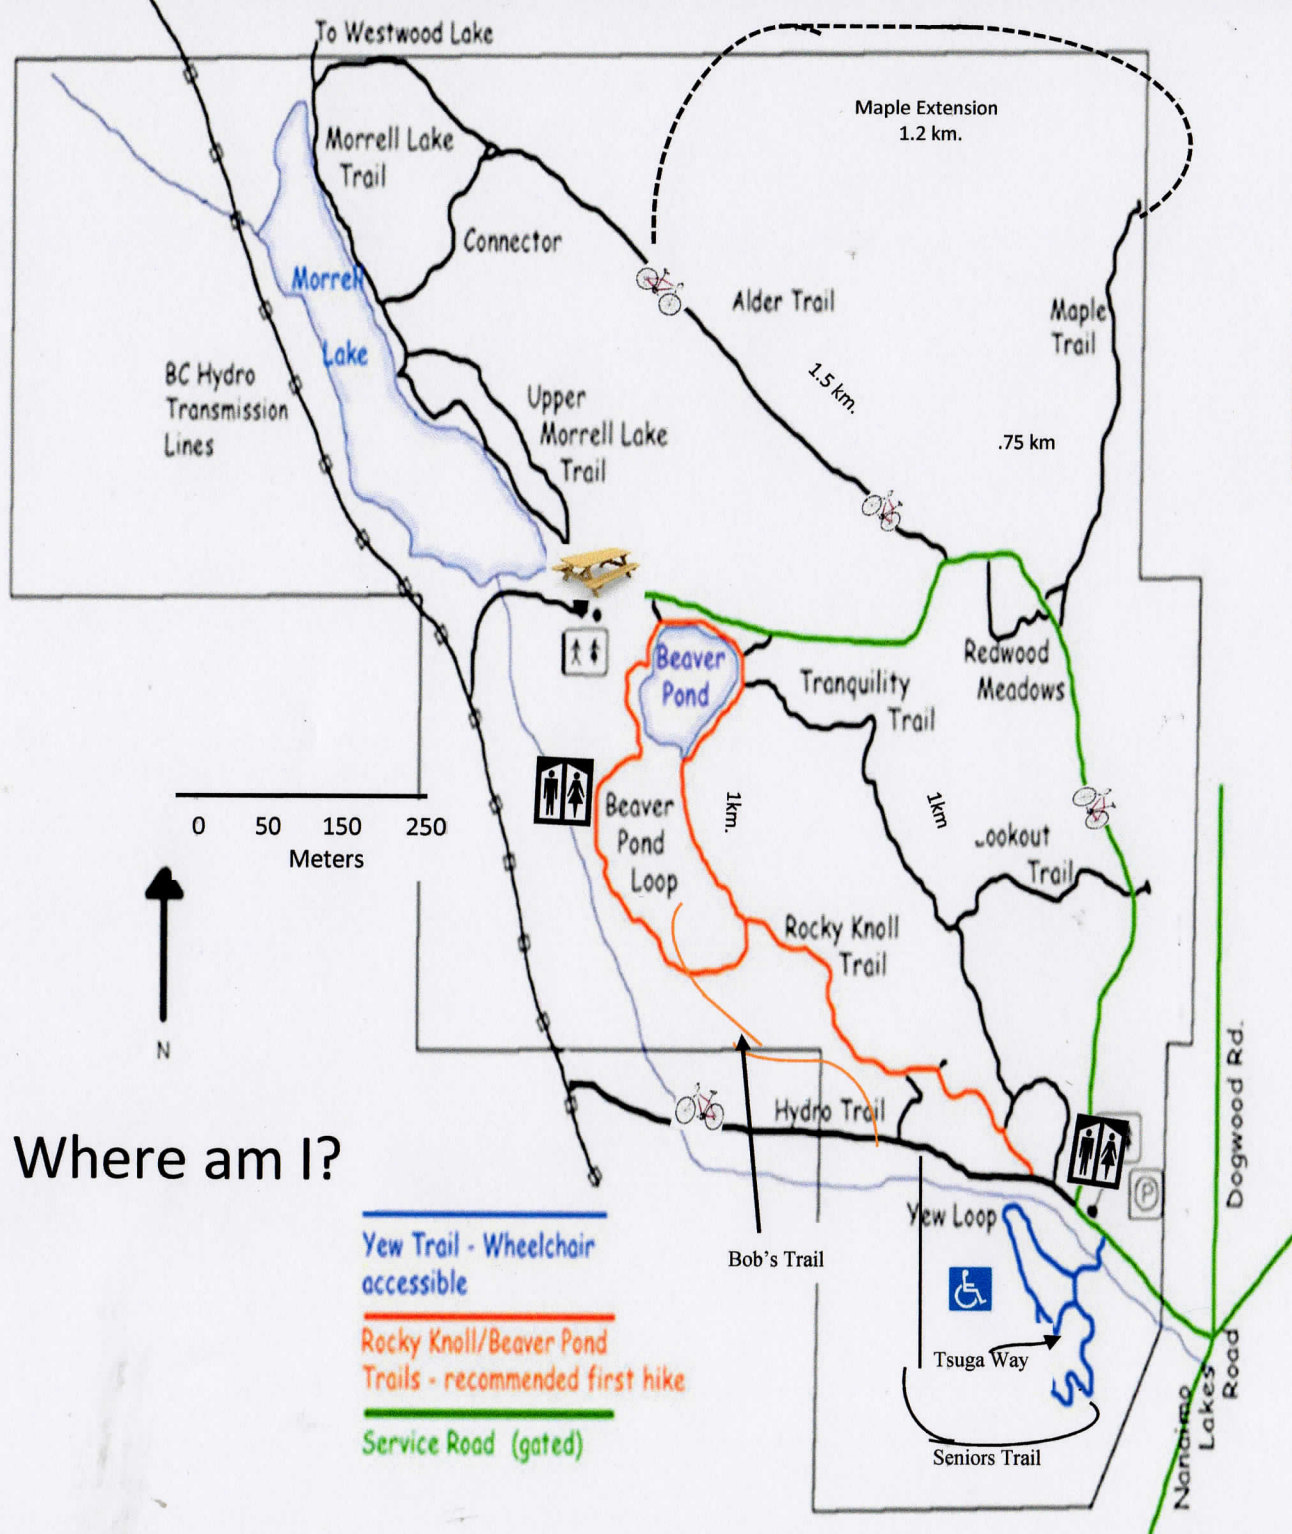 To Westwood Lake
Maple Extension
1.2 km.
Morrell Lake
Trail
Connector
Morrell
Lake
Alder Trail
Maple
Trail
BC Hydro
Transmission
Lines
1.5 km.
Upper
Morrell Lake
Trail
.75 km
Beaver
Pond
Redwood
Meadows
Tranquility
Trail
0 50 150 250
Meters
Beaver
Pond
Loop
1km.
1km
Lookout
Trail
Rocky Knoll
Trail
N
Dogwood Rd.
Hydro Trail
Where am I?
P
Yew Loop
Yew Trail - Wheelchair
accessible
Bob's Trail
Rocky Knoll/Beaver Pond
Trails - recommended first hike
Tsuga Way
Service Road (gated)
Seniors Trail
Nanaimo
Lakes
Road